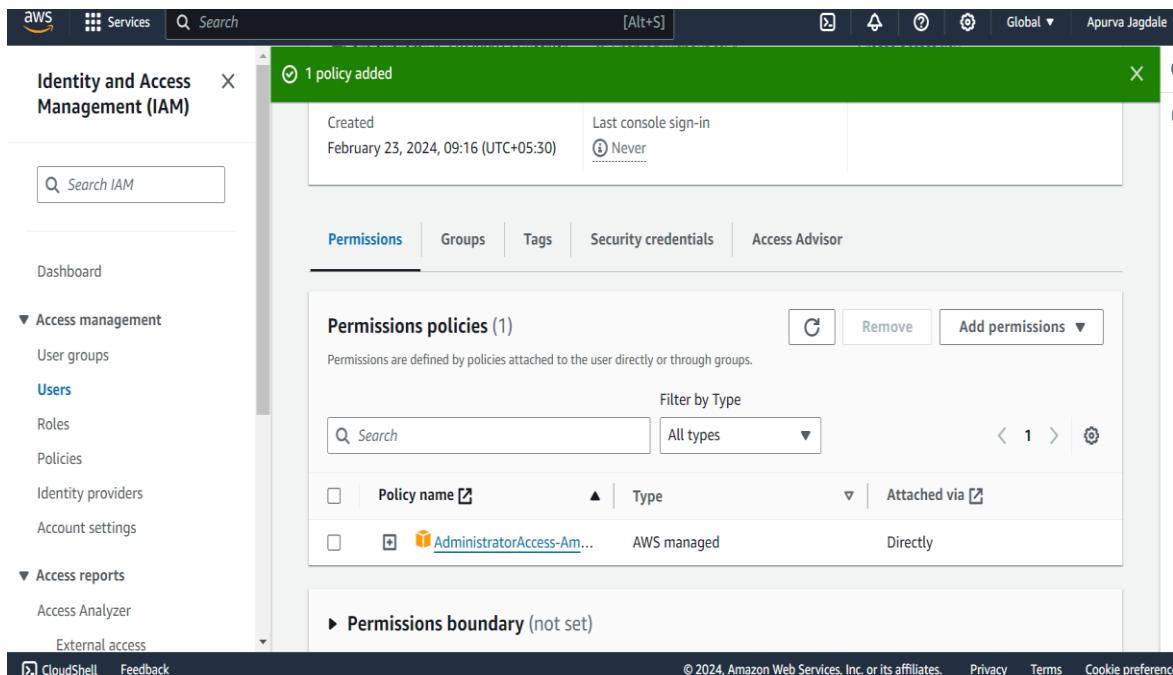 aws Services Search [Alt+S] Global Apurva Jagdale
Identity and Access
Management (IAM)
Search IAM
Dashboard
Access management
User groups
Users
Roles
Policies
Identity providers
Account settings
Access reports
Access Analyzer
External access
1 policy added
Created
February 23, 2024, 09:16 (UTC+05:30)
Last console sign-in
Never
Permissions Groups Tags Security credentials Access Advisor
Permissions policies (1)
Remove
Add permissions
Permissions are defined by policies attached to the user directly or through groups.
Filter by Type
Search
All types
1
Policy name Type Attached via
AdministratorAccess-Am... AWS managed Directly
Permissions boundary (not set)
CloudShell Feedback © 2024, Amazon Web Services, Inc. or its affiliates. Privacy Terms Cookie preference